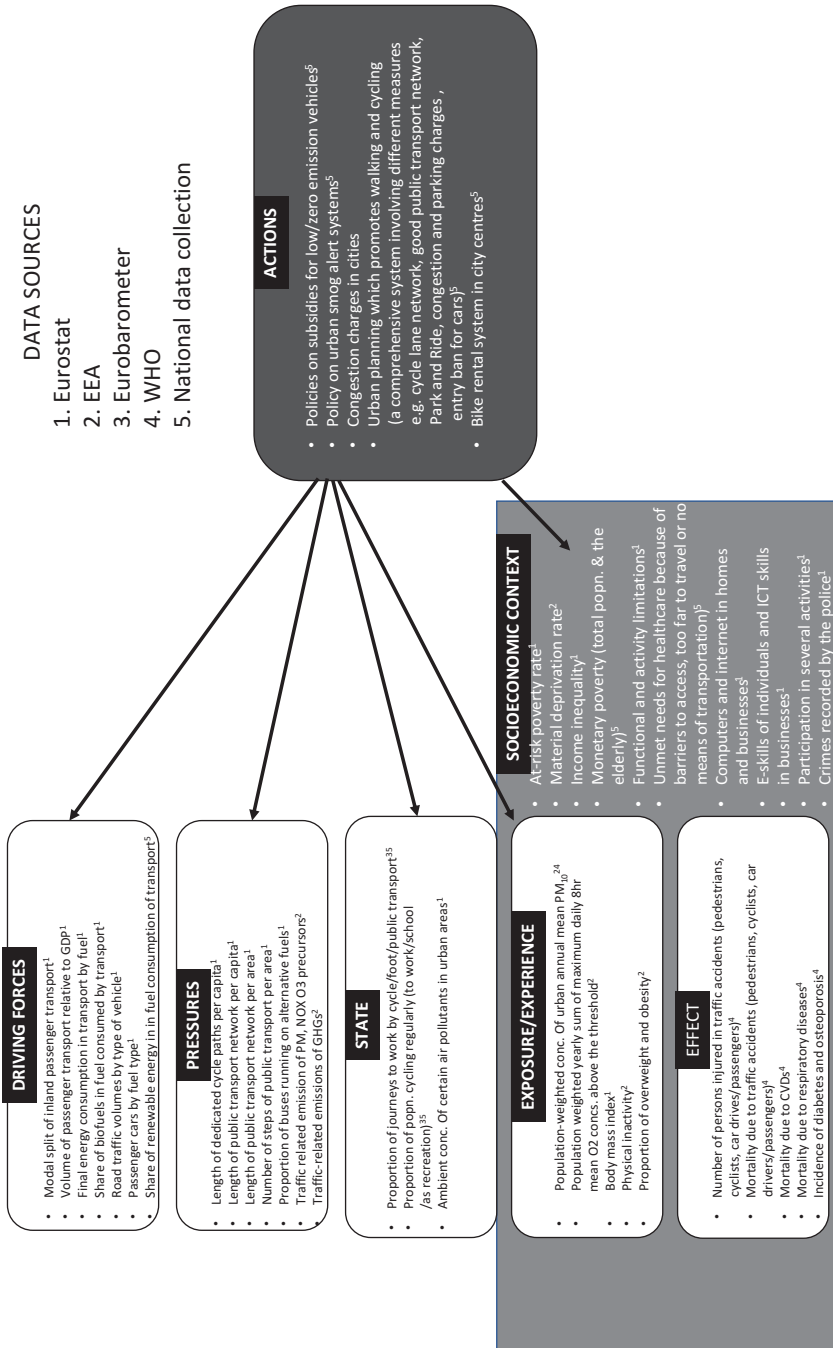 DATA SOURCES
1. Eurostat
2. EEA
3. Eurobarometer
4. WHO
5. National data collection
DRIVING FORCES
• Modal split of inland passenger transport¹
• Volume of passenger transport relative to GDP¹
• Final energy consumption in transport by fuel¹
• Share of biofuels in fuel consumed by transport¹
• Road traffic volumes by type of vehicle¹
• Passenger cars by fuel type¹
• Share of renewable energy in in fuel consumption of transport⁵
PRESSURES
• Length of dedicated cycle paths per capita¹
• Length of public transport network per capita¹
• Length of public transport network per area¹
• Number of steps of public transport per area¹
• Proportion of buses running on alternative fuels¹
• Traffic related emission of PM, NOX O3 precursors²
• Traffic-related emissions of GHGs²
STATE
• Proportion of journeys to work by cycle/foot/public transport³⁵
• Proportion of popn. cycling regularly (to work/school
/as recreation)³⁵
• Ambient conc. Of certain air pollutants in urban areas¹
EXPOSURE/EXPERIENCE
• Population-weighted conc. Of urban annual mean PM₁₀²⁴
• Population weighted yearly sum of maximum daily 8hr
mean O2 concs. above the threshold²
• Body mass index¹
• Physical inactivity²
• Proportion of overweight and obesity²
EFFECT
• Number of persons injured in traffic accidents (pedestrians,
cyclists, car drives/passengers)⁴
• Mortality due to traffic accidents (pedestrians, cyclists, car
drivers/passengers)⁴
• Mortality due to CVDs⁴
• Mortality due to respiratory diseases⁴
• Incidence of diabetes and osteoporosis⁴
SOCIOECONOMIC CONTEXT
• At-risk poverty rate¹
• Material deprivation rate²
• Income inequality¹
• Monetary poverty (total popn. & the
elderly)⁵
• Functional and activity limitations¹
• Unmet needs for healthcare because of
barriers to access, too far to travel or no
means of transportation)⁵
• Computers and internet in homes
and businesses¹
• E-skills of individuals and ICT skills
in businesses¹
• Participation in several activities¹
• Crimes recorded by the police¹
ACTIONS
• Policies on subsidies for low/zero emission vehicles⁵
• Policy on urban smog alert systems⁵
• Congestion charges in cities
• Urban planning which promotes walking and cycling
(a comprehensive system involving different measures
e.g. cycle lane network, good public transport network,
Park and Ride, congestion and parking charges ,
entry ban for cars)⁵
• Bike rental system in city centres⁵